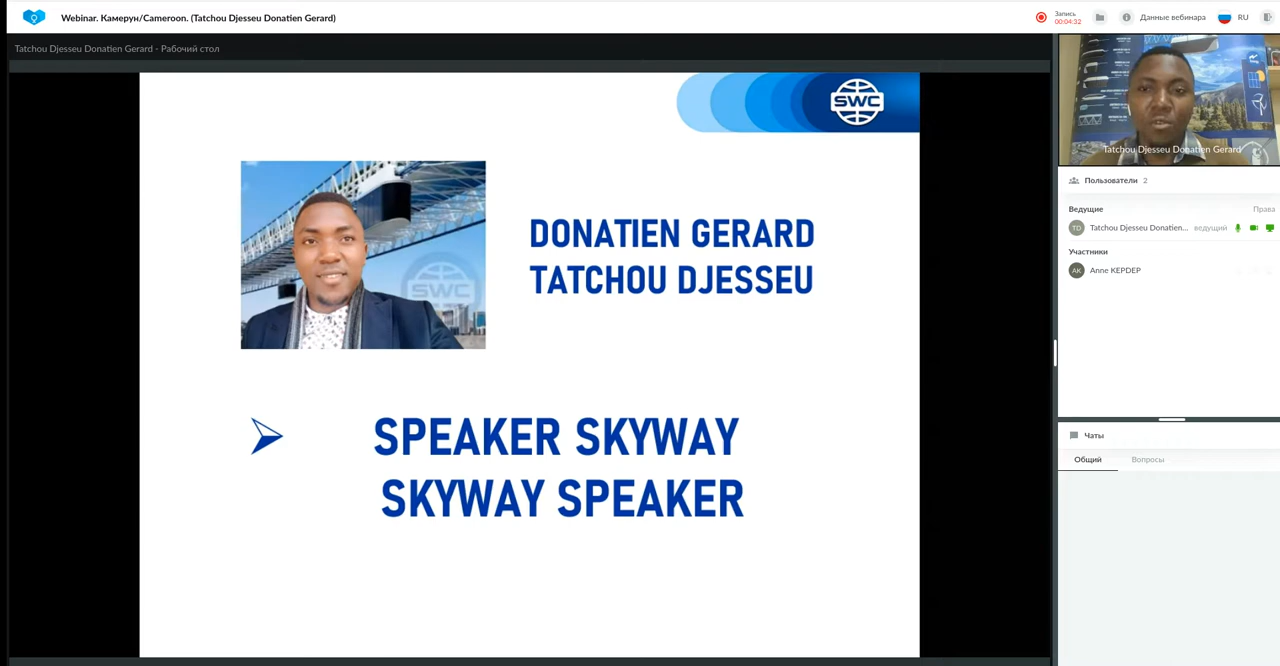 Webinar. Камерун/Cameroon. (Tatchou Djesseu Donatien Gerard)
Запись
00:04:32
Данные вебинара
RU
Tatchou Djesseu Donatien Gerard - Рабочий стол
SWC
SWC
DONATIEN GERARD
TATCHOU DJESSEU
SPEAKER SKYWAY
SKYWAY SPEAKER
Tatchou Djesseu Donatien Gerard
Пользователи 2
Ведущие Права
TD Tatchou Djesseu Donatien... ведущий
Участники
AK Anne KEPDEP
Чаты
Общий Вопросы